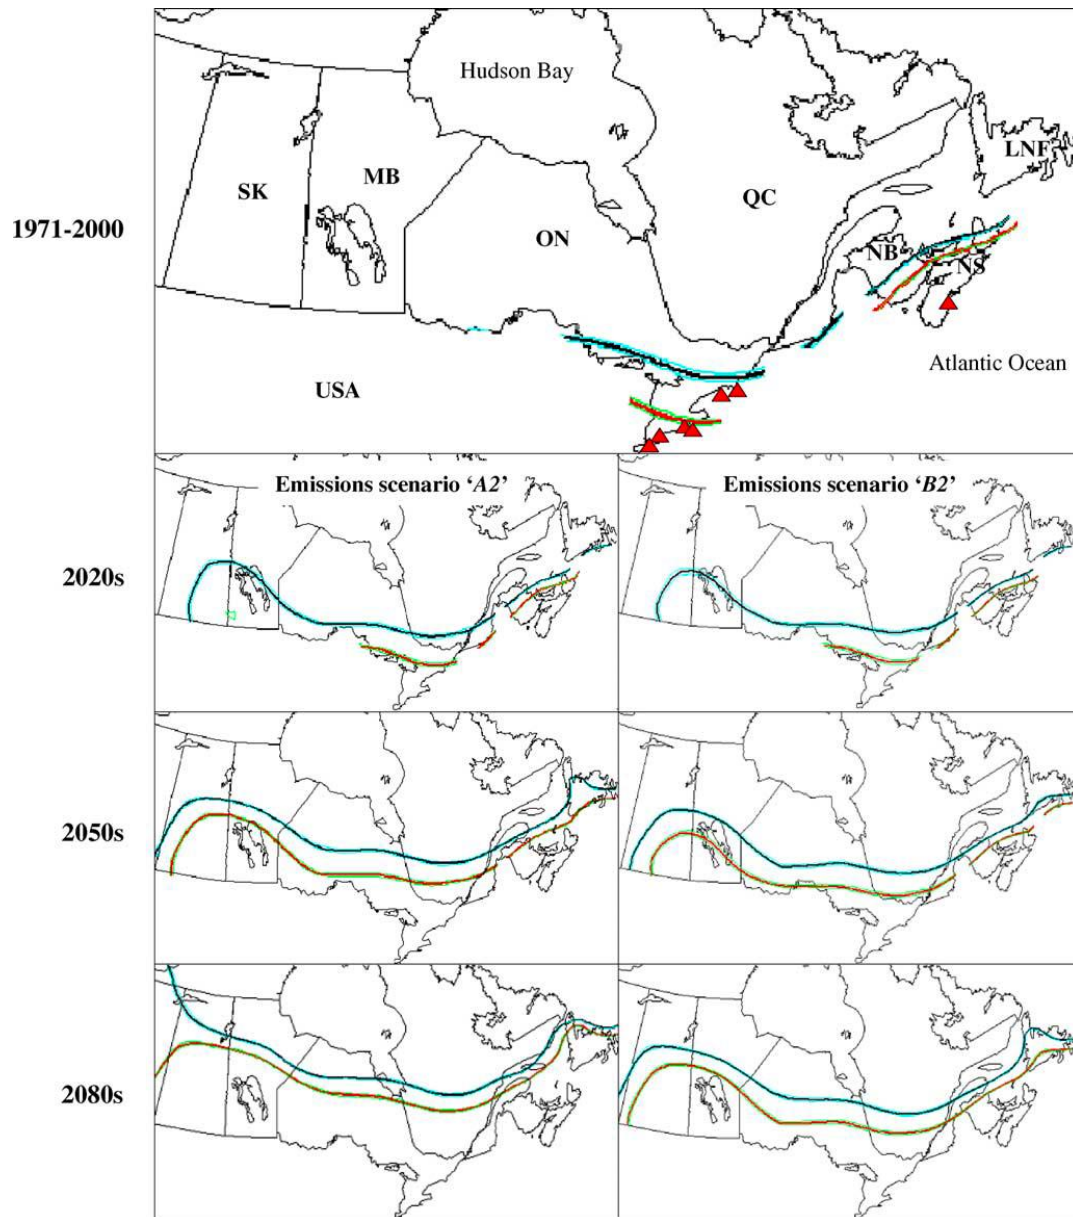 Hudson Bay
LNF
MB
SK
QC
1971-2000
ON
NB
NS
Atlantic Ocean
USA
Emissions scenario ‘A2’
Emissions scenario ‘B2’
2020s
2050s
2080s